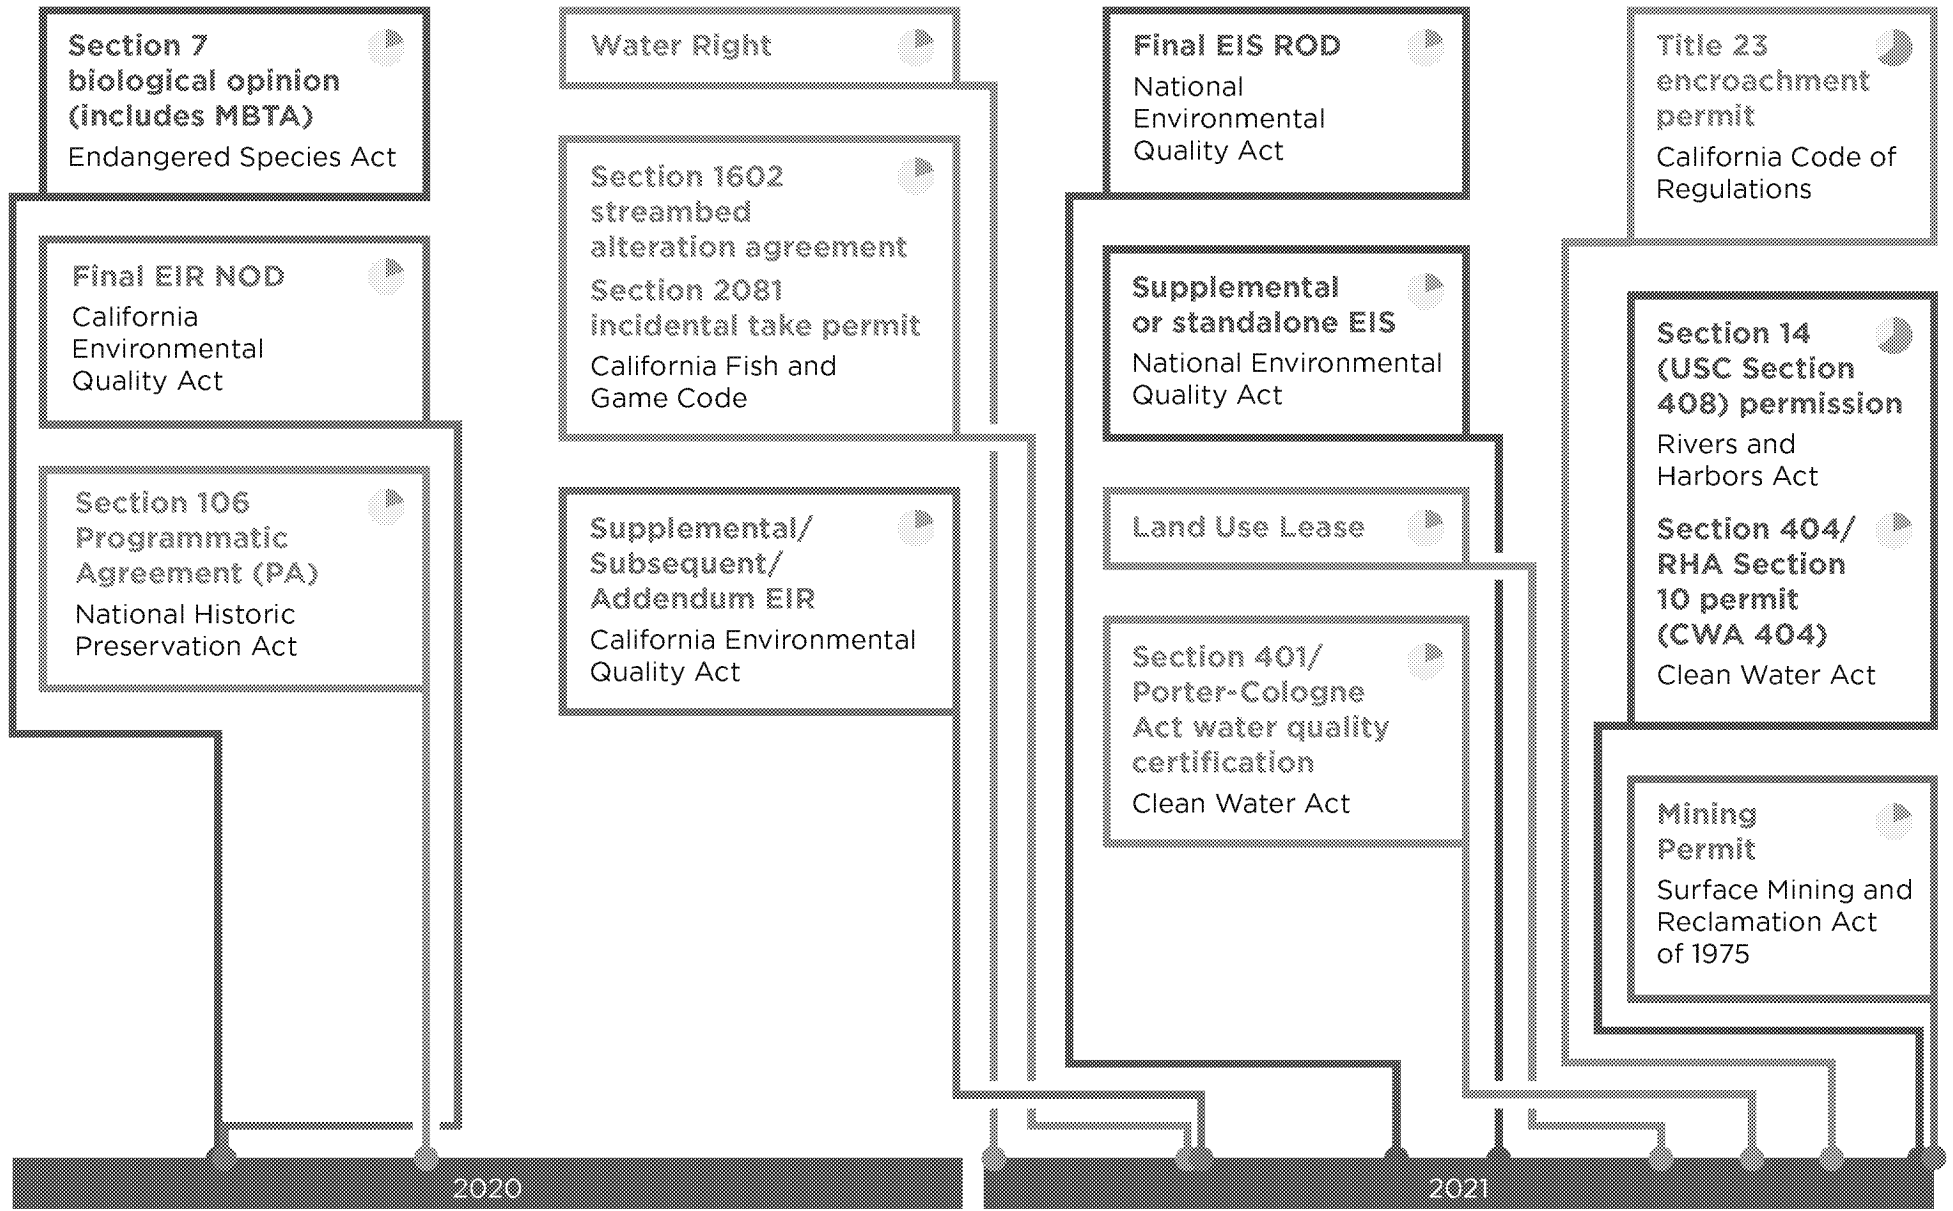 Section 7
biological opinion
(includes MBTA)
Endangered Species Act
Final EIR NOD
California
Environmental
Quality Act
Section 106
Programmatic
Agreement (PA)
National Historic
Preservation Act
Water Right
Section 1602
streambed
alteration agreement
Section 2081
incidental take permit
California Fish and
Game Code
Supplemental/
Subsequent/
Addendum EIR
California Environmental
Quality Act
Final EIS ROD
National
Environmental
Quality Act
Supplemental
or standalone EIS
National Environmental
Quality Act
Land Use Lease
Section 401/
Porter-Cologne
Act water quality
certification
Clean Water Act
Title 23
encroachment
permit
California Code of
Regulations
Section 14
(USC Section
408) permission
Rivers and
Harbors Act
Section 404/
RHA Section
10 permit
(CWA 404)
Clean Water Act
Mining
Permit
Surface Mining and
Reclamation Act
of 1975
2020
2021